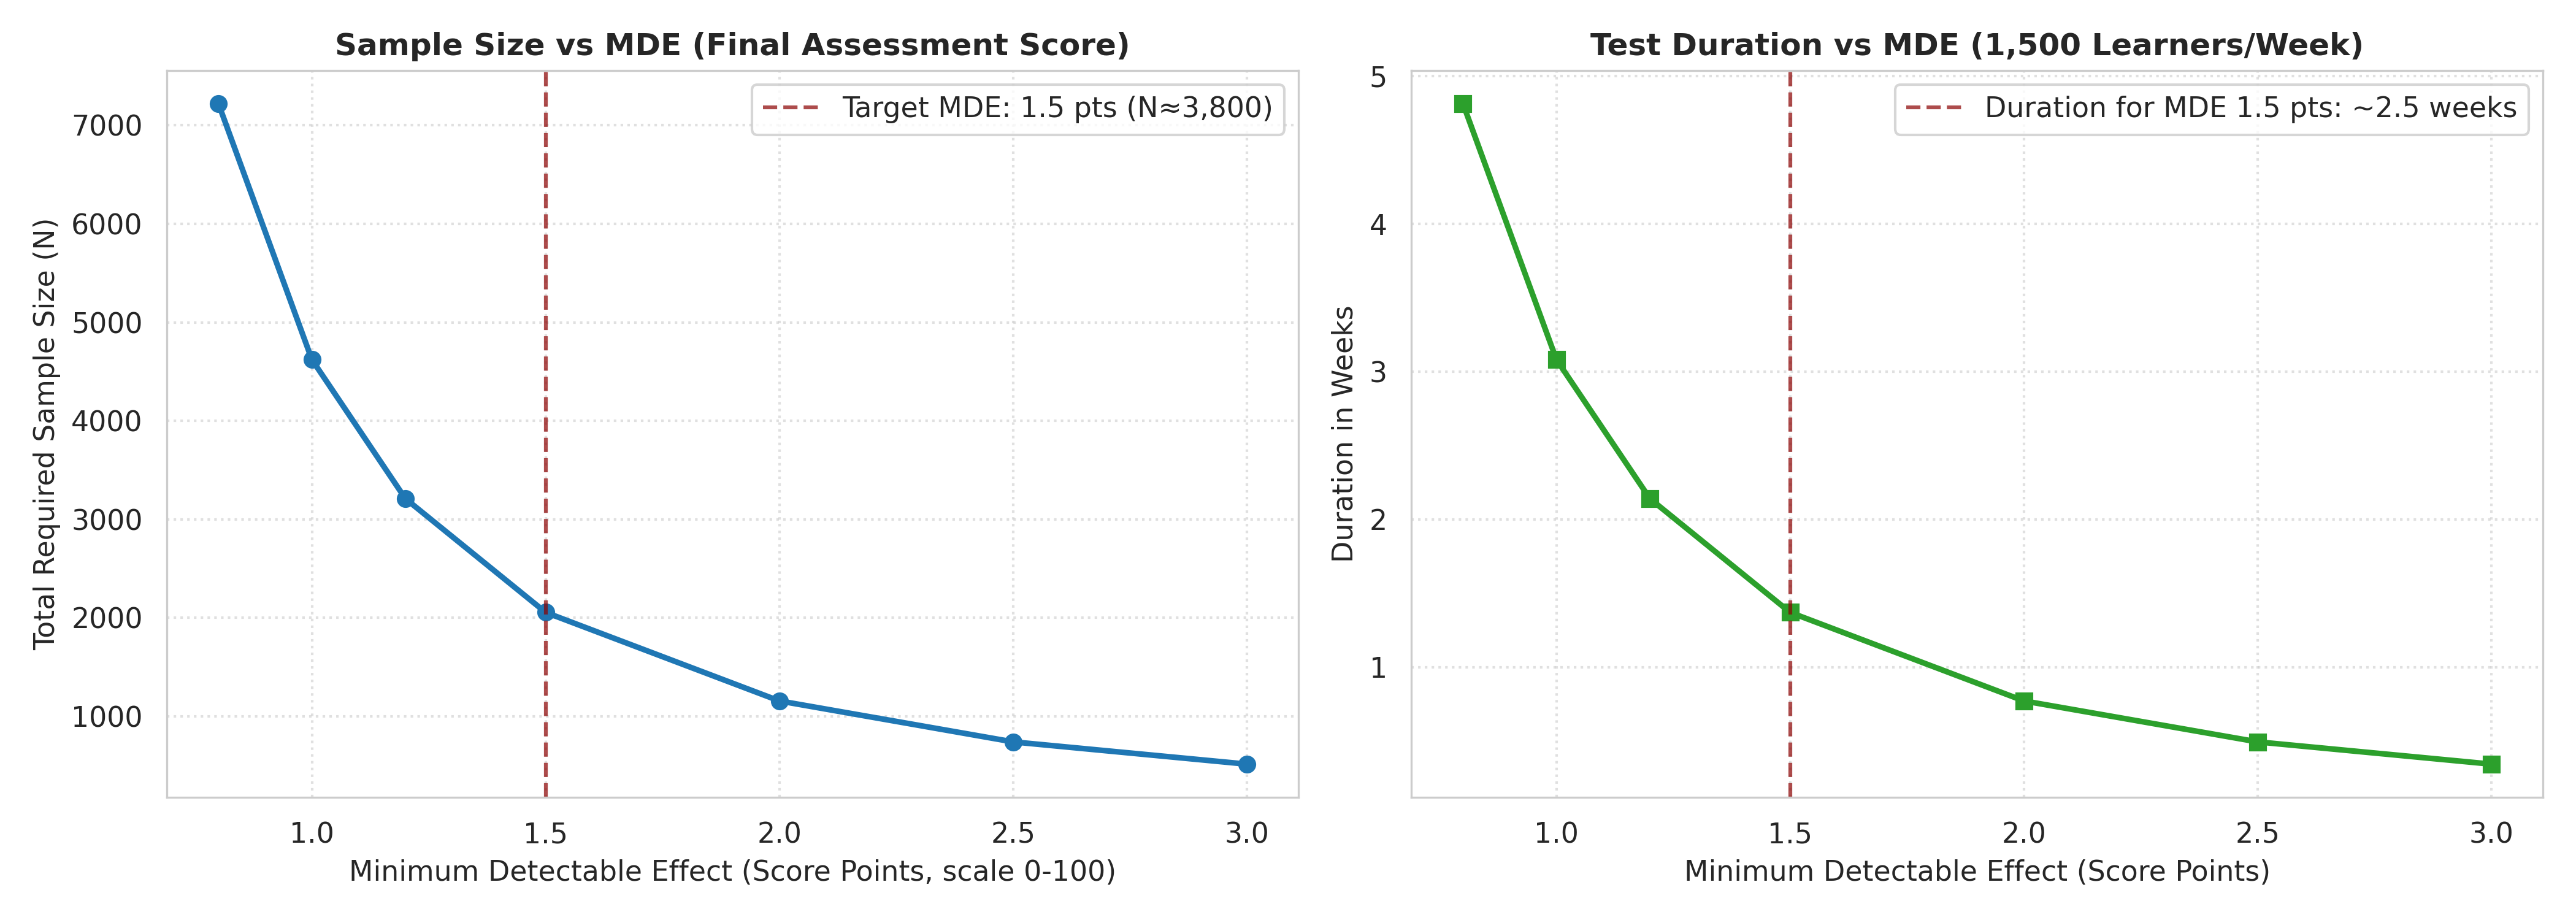 Sample Size vs MDE (Final Assessment Score)
Target MDE: 1.5 pts (N≈3,800)
Total Required Sample Size (N)
7000
6000
5000
4000
3000
2000
1000
1.0 1.5 2.0 2.5 3.0
Minimum Detectable Effect (Score Points, scale 0-100)
Test Duration vs MDE (1,500 Learners/Week)
Duration for MDE 1.5 pts: ~2.5 weeks
Duration in Weeks
5
4
3
2
1
1.0 1.5 2.0 2.5 3.0
Minimum Detectable Effect (Score Points)